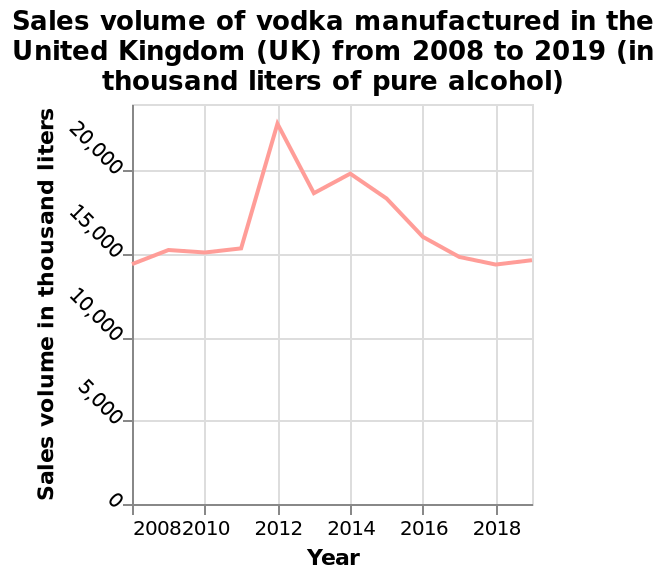 Sales volume of vodka manufactured in the
United Kingdom (UK) from 2008 to 2019 (in
thousand liters of pure alcohol)
Sales volume in thousand liters
20,000
15,000
10,000
5,000
0
2008 2010 2012 2014 2016 2018
Year